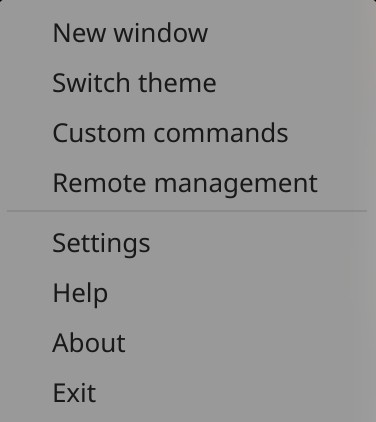 New window
Switch theme
Custom commands
Remote management
Settings
Help
About
Exit